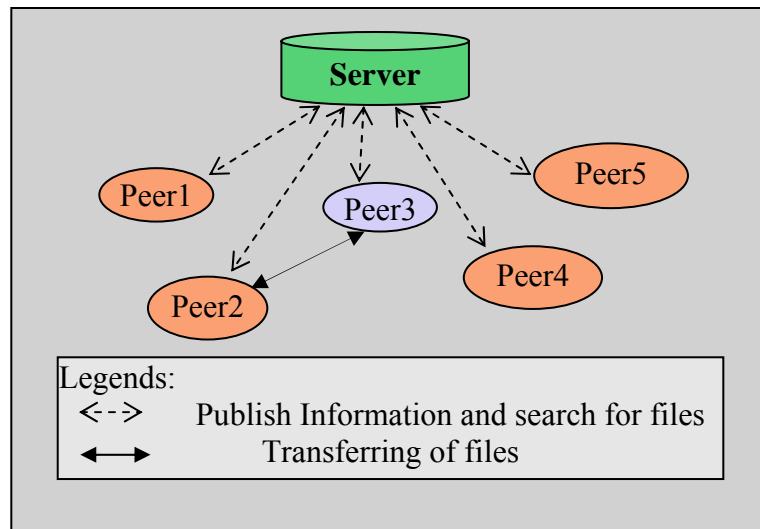 Server
Peer1
Peer5
Peer3
Peer4
Peer2
Legends:
Publish Information and search for files
Transferring of files